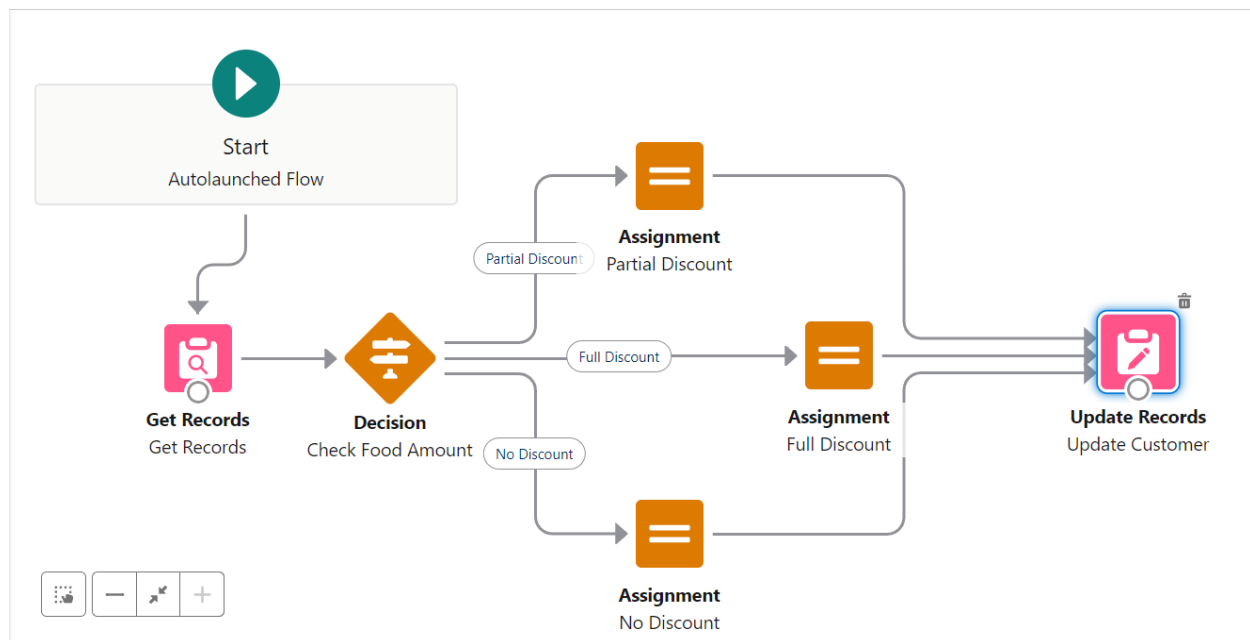 Start
Autolaunched Flow
Get Records
Get Records
Decision
Check Food Amount
Partial Discount
Full Discount
No Discount
Assignment
Partial Discount
Assignment
Full Discount
Assignment
No Discount
Update Records
Update Customer